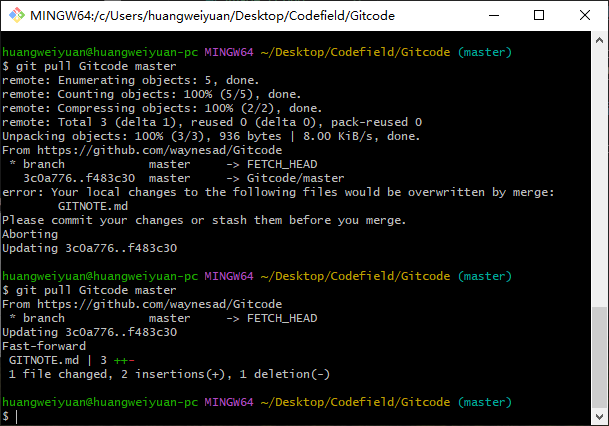 MINGW64:/c/Users/huangweiyuan/Desktop/Codefield/Gitcode
huangweiyuan@huangweiyuan-pc MINGW64 ~/Desktop/Codefield/Gitcode (master)
$ git pull Gitcode master
remote: Enumerating objects: 5, done.
remote: Counting objects: 100% (5/5), done.
remote: Compressing objects: 100% (2/2), done.
remote: Total 3 (delta 1), reused 0 (delta 0), pack-reused 0
Unpacking objects: 100% (3/3), 936 bytes | 8.00 KiB/s, done.
From https://github.com/waynesad/Gitcode
 * branch            master     -> FETCH_HEAD
   3c0a776..f483c30  master     -> Gitcode/master
error: Your local changes to the following files would be overwritten by merge:
        GITNOTE.md
Please commit your changes or stash them before you merge.
Aborting
Updating 3c0a776..f483c30
huangweiyuan@huangweiyuan-pc MINGW64 ~/Desktop/Codefield/Gitcode (master)
$ git pull Gitcode master
From https://github.com/waynesad/Gitcode
 * branch            master     -> FETCH_HEAD
Updating 3c0a776..f483c30
Fast-forward
 GITNOTE.md | 3 ++-
 1 file changed, 2 insertions(+), 1 deletion(-)
huangweiyuan@huangweiyuan-pc MINGW64 ~/Desktop/Codefield/Gitcode (master)
$